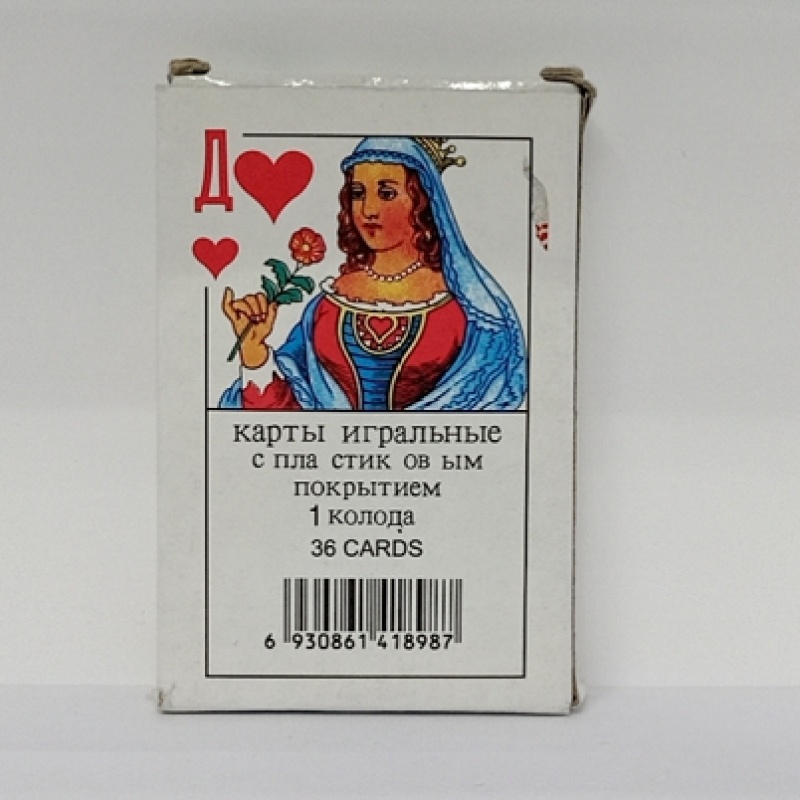 Д
карты игральные
с пла стик ов ым
покрытием
1 колода
36 CARDS
6 930861 418987